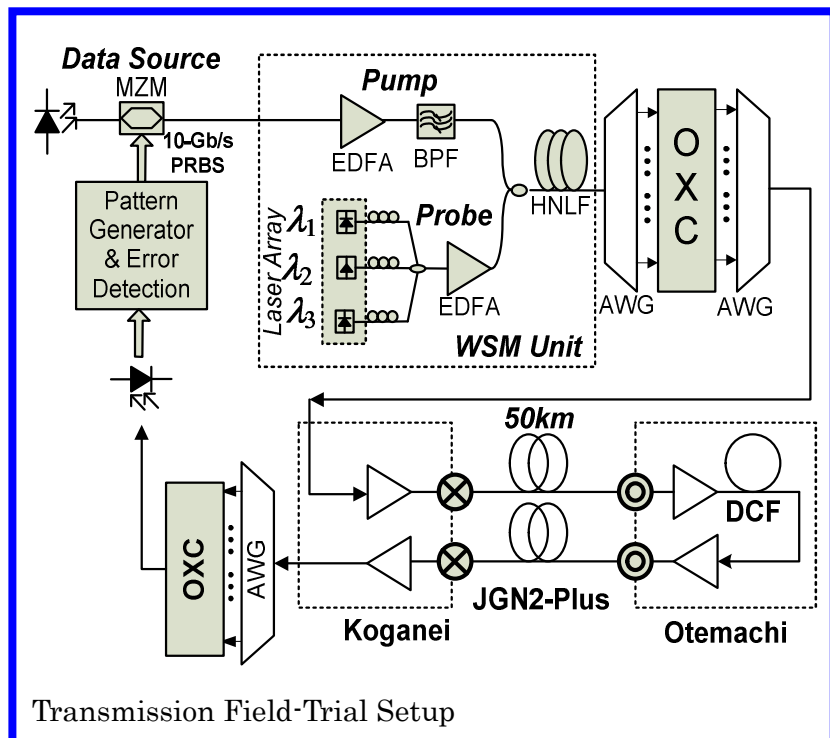 Data Source
MZM
10-Gb/s
PRBS
Pattern
Generator
& Error
Detection
Pump
EDFA
BPF
HNLF
Laser Array
λ1
λ2
λ3
Probe
EDFA
WSM Unit
AWG
OXC
AWG
50km
DCF
JGN2-Plus
Koganei
Otemachi
OXC
AWG
Transmission Field-Trial Setup